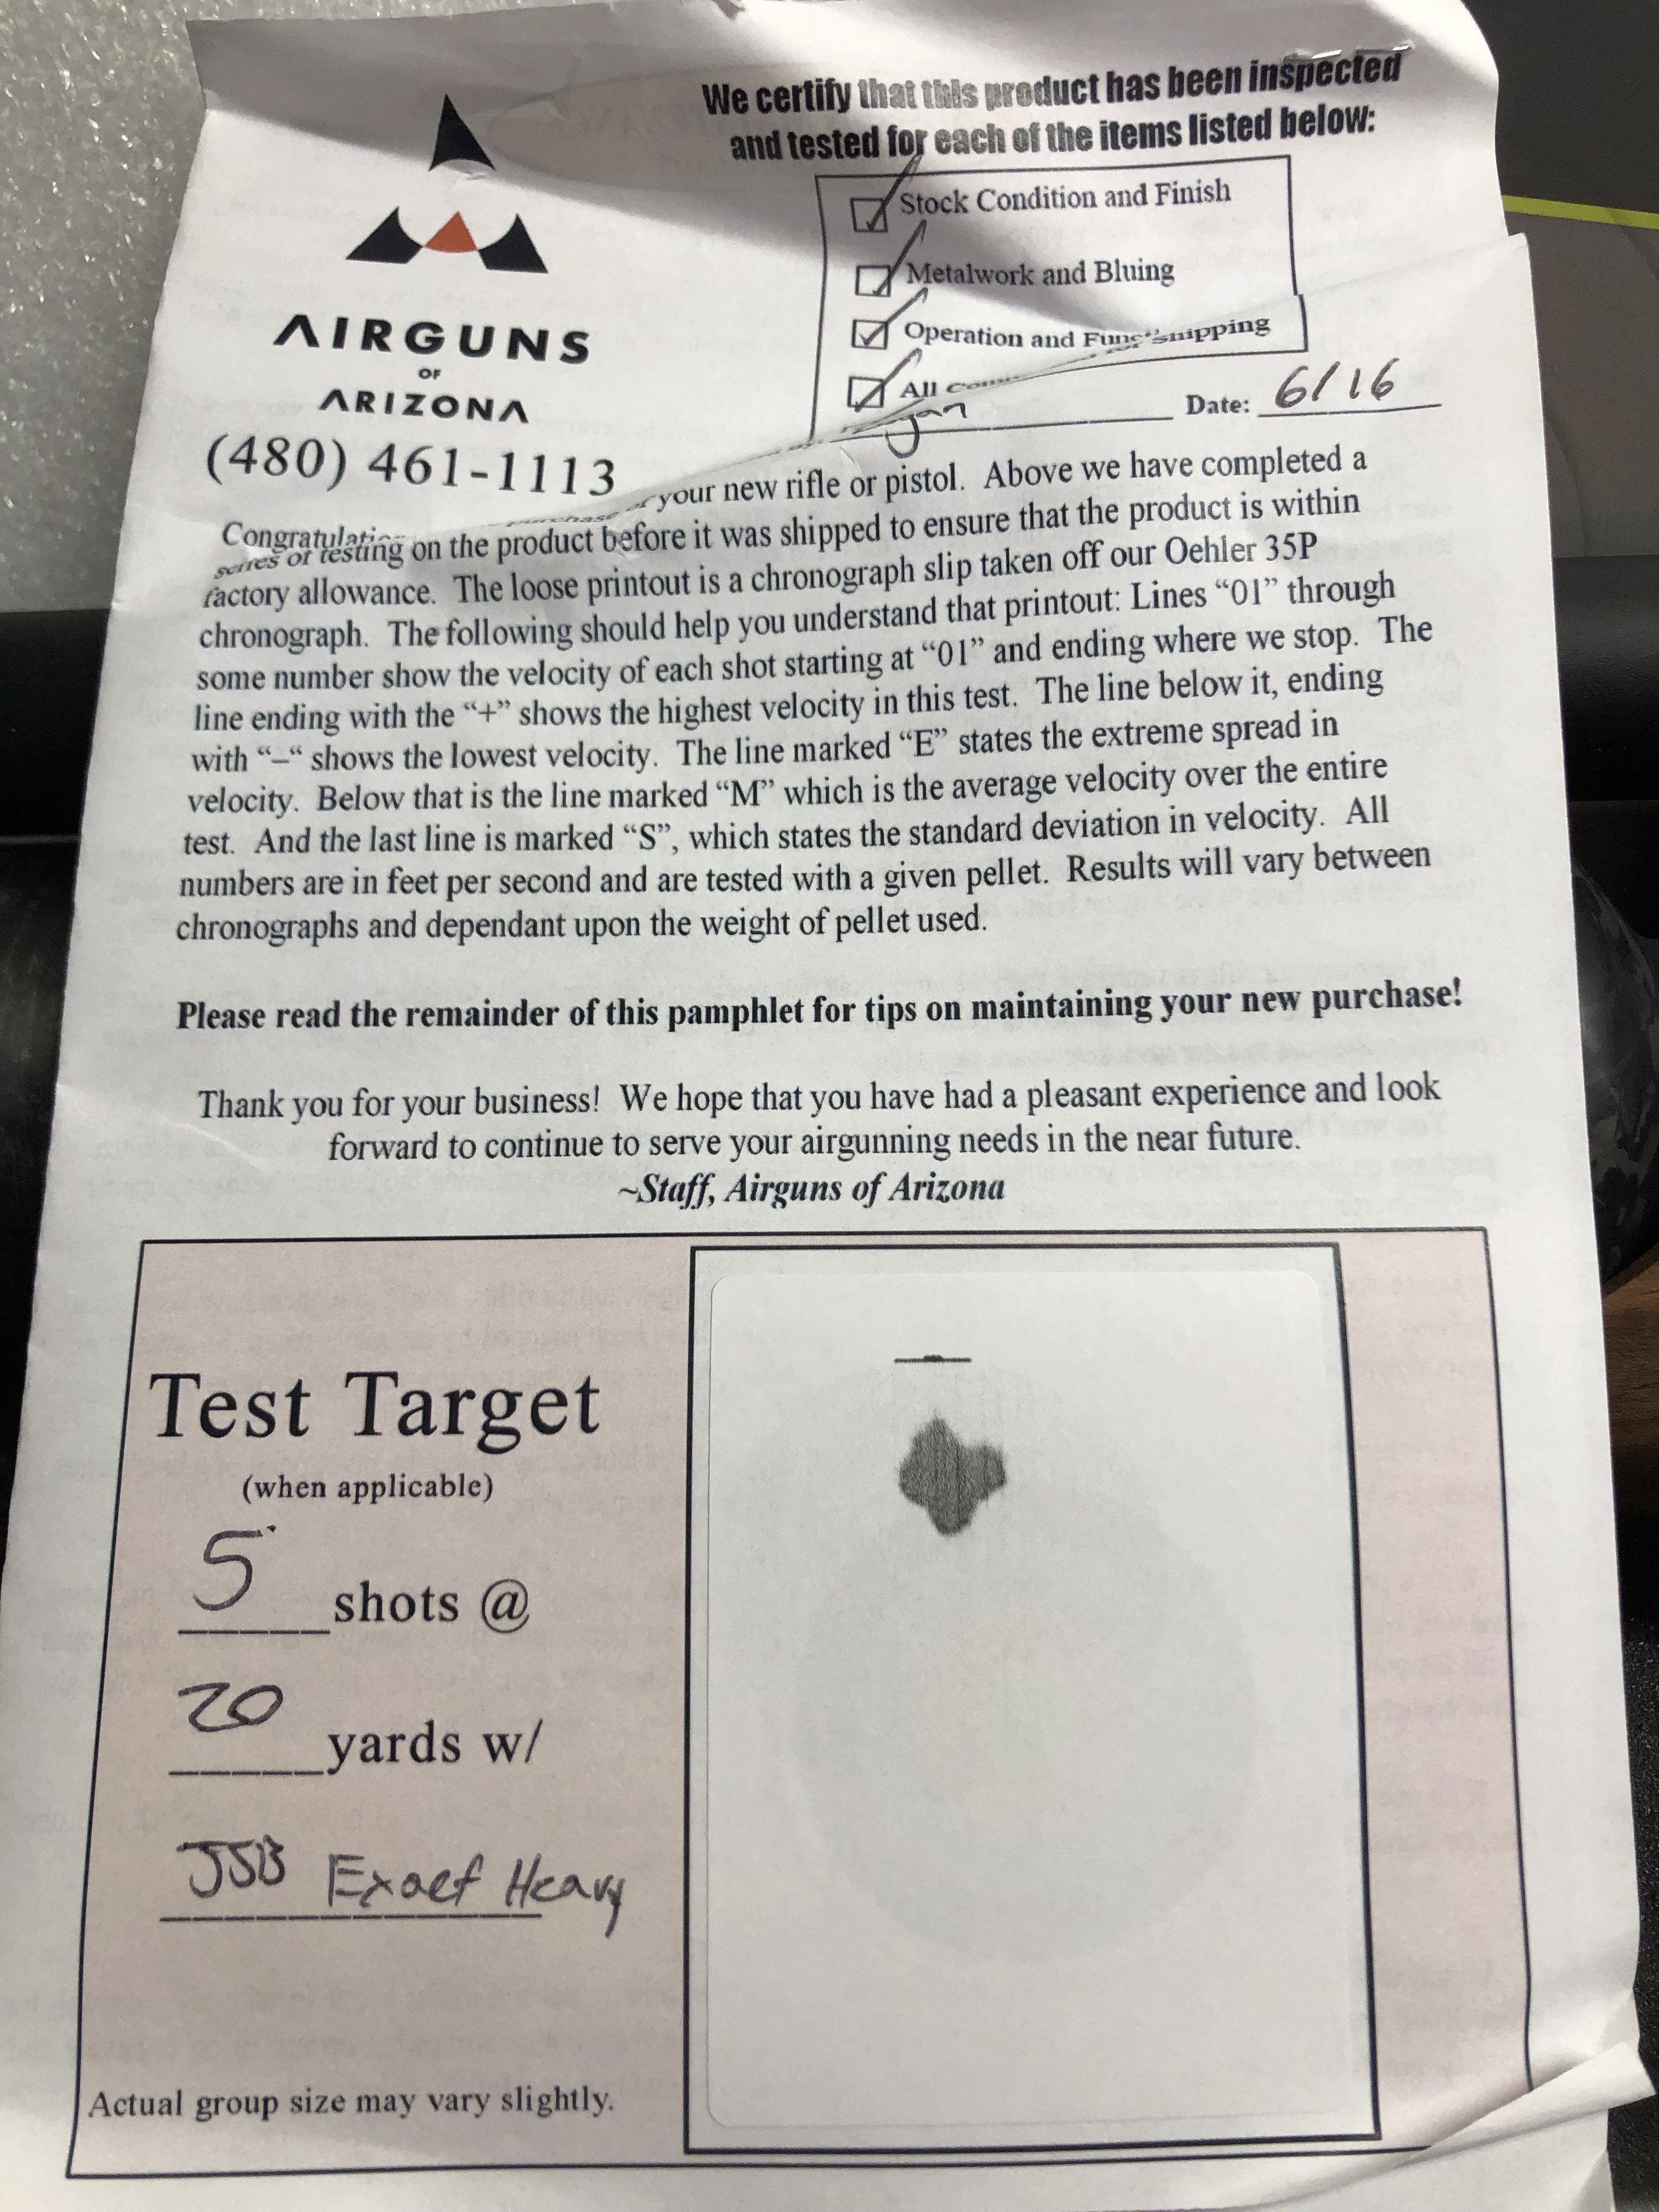 We certify that this product has been inspected
and tested for each of the items listed below:
Stock Condition and Finish
Metalwork and Bluing
Operation and shipping
All
Date: 6/16
AIRGUNS
OF
ARIZONA
(480) 461-1113
your new rifle or pistol. Above we have completed a
series of testing on the product before it was shipped to ensure that the product is within
factory allowance. The loose printout is a chronograph slip taken off our Oehler 35P
chronograph. The following should help you understand that printout: Lines “01” through
some number show the velocity of each shot starting at “01” and ending where we stop. The
line ending with the “+” shows the highest velocity in this test. The line below it, ending
with “–“ shows the lowest velocity. The line marked “E” states the extreme spread in
velocity. Below that is the line marked “M” which is the average velocity over the entire
test. And the last line is marked “S”, which states the standard deviation in velocity. All
numbers are in feet per second and are tested with a given pellet. Results will vary between
chronographs and dependant upon the weight of pellet used.
Please read the remainder of this pamphlet for tips on maintaining your new purchase!
Thank you for your business! We hope that you have had a pleasant experience and look
forward to continue to serve your airgunning needs in the near future.
~Staff, Airguns of Arizona
Test Target
(when applicable)
5 shots @
20 yards w/
JSB Exact Heavy
Actual group size may vary slightly.